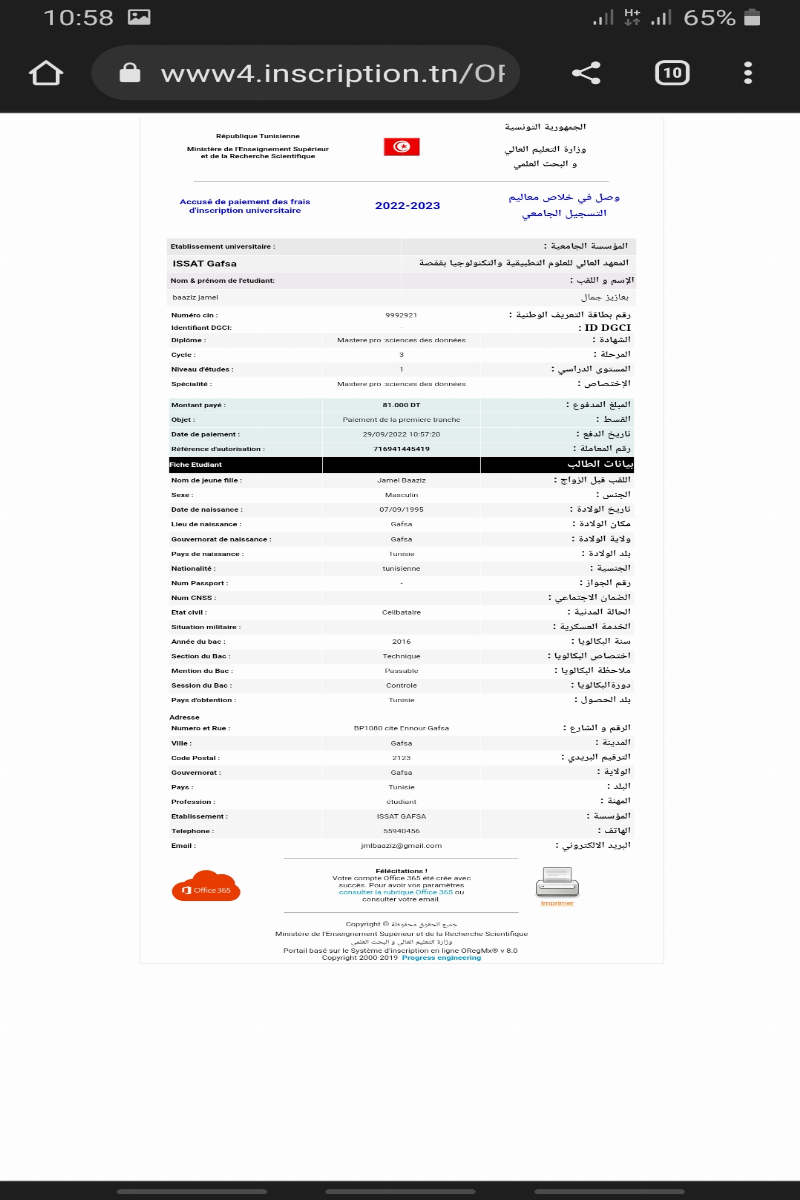 10:58
H+
65%
www4.inscription.tn/OF
10
République Tunisienne
Ministère de l'Enseignement Supérieur
et de la Recherche Scientifique
الجمهورية التونسية
وزارة التعليم العالي
و البحث العلمي
Accusé de paiement des frais
d'inscription universitaire
2022-2023
وصل في خلاص معاليم
التسجيل الجامعي
Etablissement universitaire : المؤسسة الجامعية :
ISSAT Gafsa المعهد العالي للعلوم التطبيقية والتكنولوجيا بقفصة
Nom & prénom de l'etudiant: الإسم و اللقب :
baaziz jamel بعازيز جمال
Numéro cin : 9992921 رقم بطاقة التعريف الوطنية :
Identifiant DGCI: - ID DGCI :
Diplôme : Mastere pro :sciences des données الشهادة :
Cycle : 3 المرحلة :
Niveau d'études : 1 المستوى الدراسي :
Spécialité : Mastere pro :sciences des données الإختصاص :
Montant payé : 81.000 DT المبلغ المدفوع :
Objet : Paiement de la premiere tranche القسط :
Date de paiement : 29/09/2022 10:57:20 تاريخ الدفع :
Référence d'autorisation : 716941445419 رقم المعاملة :
Fiche Etudiant بيانات الطالب
Nom de jeune fille : Jamel Baaziz اللقب قبل الزواج :
Sexe : Masculin الجنس :
Date de naissance : 07/09/1995 تاريخ الولادة :
Lieu de naissance : Gafsa مكان الولادة :
Gouvernorat de naissance : Gafsa ولاية الولادة :
Pays de naissance : Tunisie بلد الولادة :
Nationalité : tunisienne الجنسية :
Num Passport : - رقم الجواز :
Num CNSS : الضمان الاجتماعي :
Etat civil : Celibataire الحالة المدنية :
Situation militaire : الخدمة العسكرية :
Année du bac : 2016 سنة البكالويا :
Section du Bac : Technique اختصاص البكالويا :
Mention du Bac : Passable ملاحظة البكالويا :
Session du Bac : Controle دورةالبكالويا :
Pays d'obtention : Tunisie بلد الحصول :
Adresse
Numero et Rue : BP1060 cite Ennour Gafsa الرقم و الشارع :
Ville : Gafsa المدينة :
Code Postal : 2123 الترقيم البريدي :
Gouvernorat : Gafsa الولاية :
Pays : Tunisie البلد :
Profession : étudiant المهنة :
Etablissement : ISSAT GAFSA المؤسسة :
Telephone : 55940456 الهاتف :
Email : jmlbaaziz@gmail.com البريد الالكتروني :
Office 365
Félécitations !
Votre compte Office 365 été crée avec
succès. Pour avoir vos paramètres
consulter la rubrique Office 365 ou
consulter votre email.
Imprimer
Copyright © جميع الحقوق محفوظة
Ministère de l'Enseignement Supérieur et de la Recherche Scientifique
وزارة التعليم العالي و البحث العلمي
Portail basé sur le Système d'inscription en ligne ORegMx® v 8.0
Copyright 2000-2019 Progress engineering